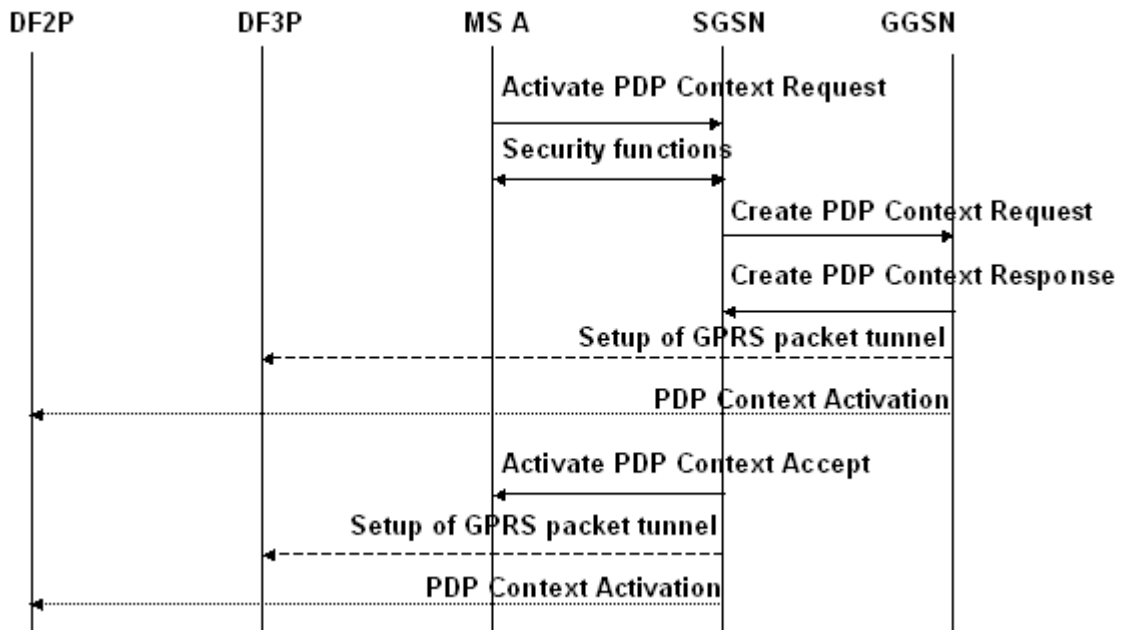 DF2P DF3P MS A SGSN GGSN
Activate PDP Context Request
Security functions
Create PDP Context Request
Create PDP Context Response
Setup of GPRS packet tunnel
PDP Context Activation
Activate PDP Context Accept
Setup of GPRS packet tunnel
PDP Context Activation